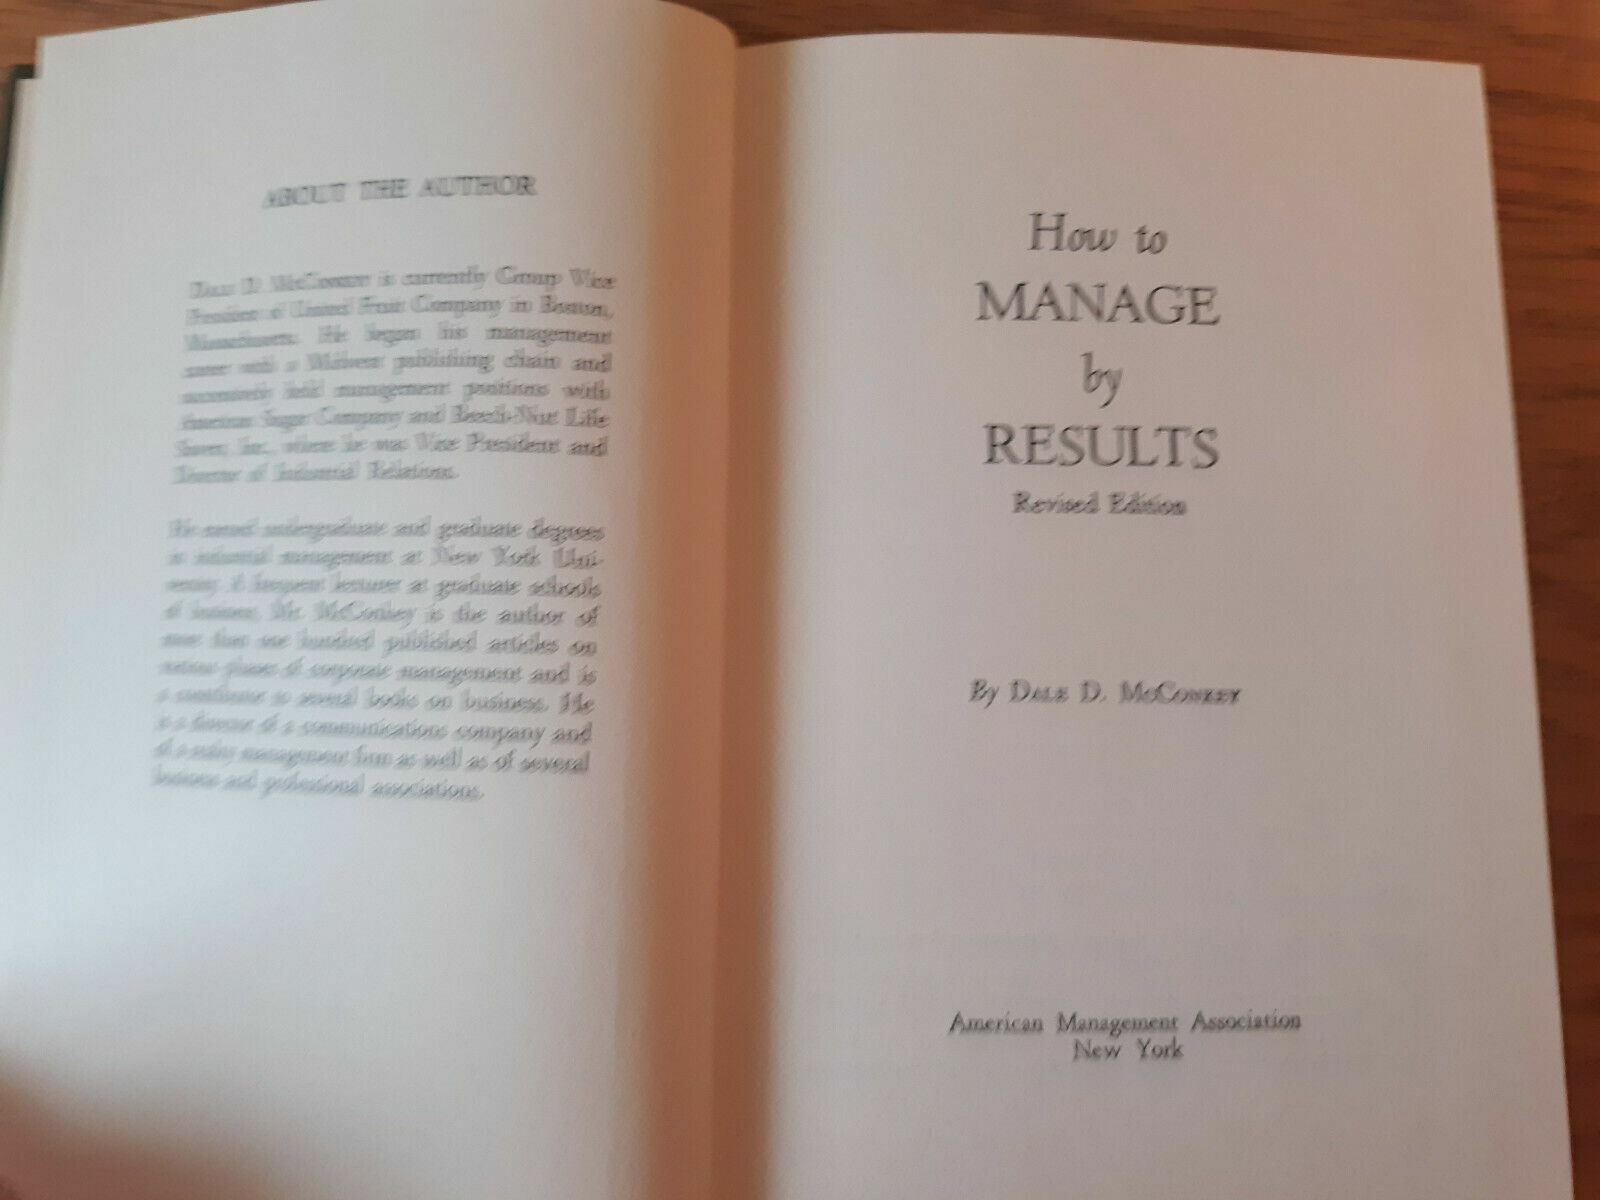 ABOUT THE AUTHOR
DALE D. MCCONKEY is currently Group Vice
President of United Fruit Company in Boston,
Massachusetts. He began his management
career with a Midwest publishing chain and
successively held management positions with
American Sugar Company and Beech-Nut Life
Savers, Inc., where he was Vice President and
Director of Industrial Relations.
He earned undergraduate and graduate degrees
in industrial management at New York Uni-
versity. A frequent lecturer at graduate schools
of business, Mr. McConkey is the author of
more than one hundred published articles on
various phases of corporate management and is
a contributor to several books on business. He
is a director of a communications company and
of a management firm as well as of several
business and professional associations.
How to
MANAGE
by
RESULTS
Revised Edition
By DALE D. MCCONKEY
American Management Association
New York